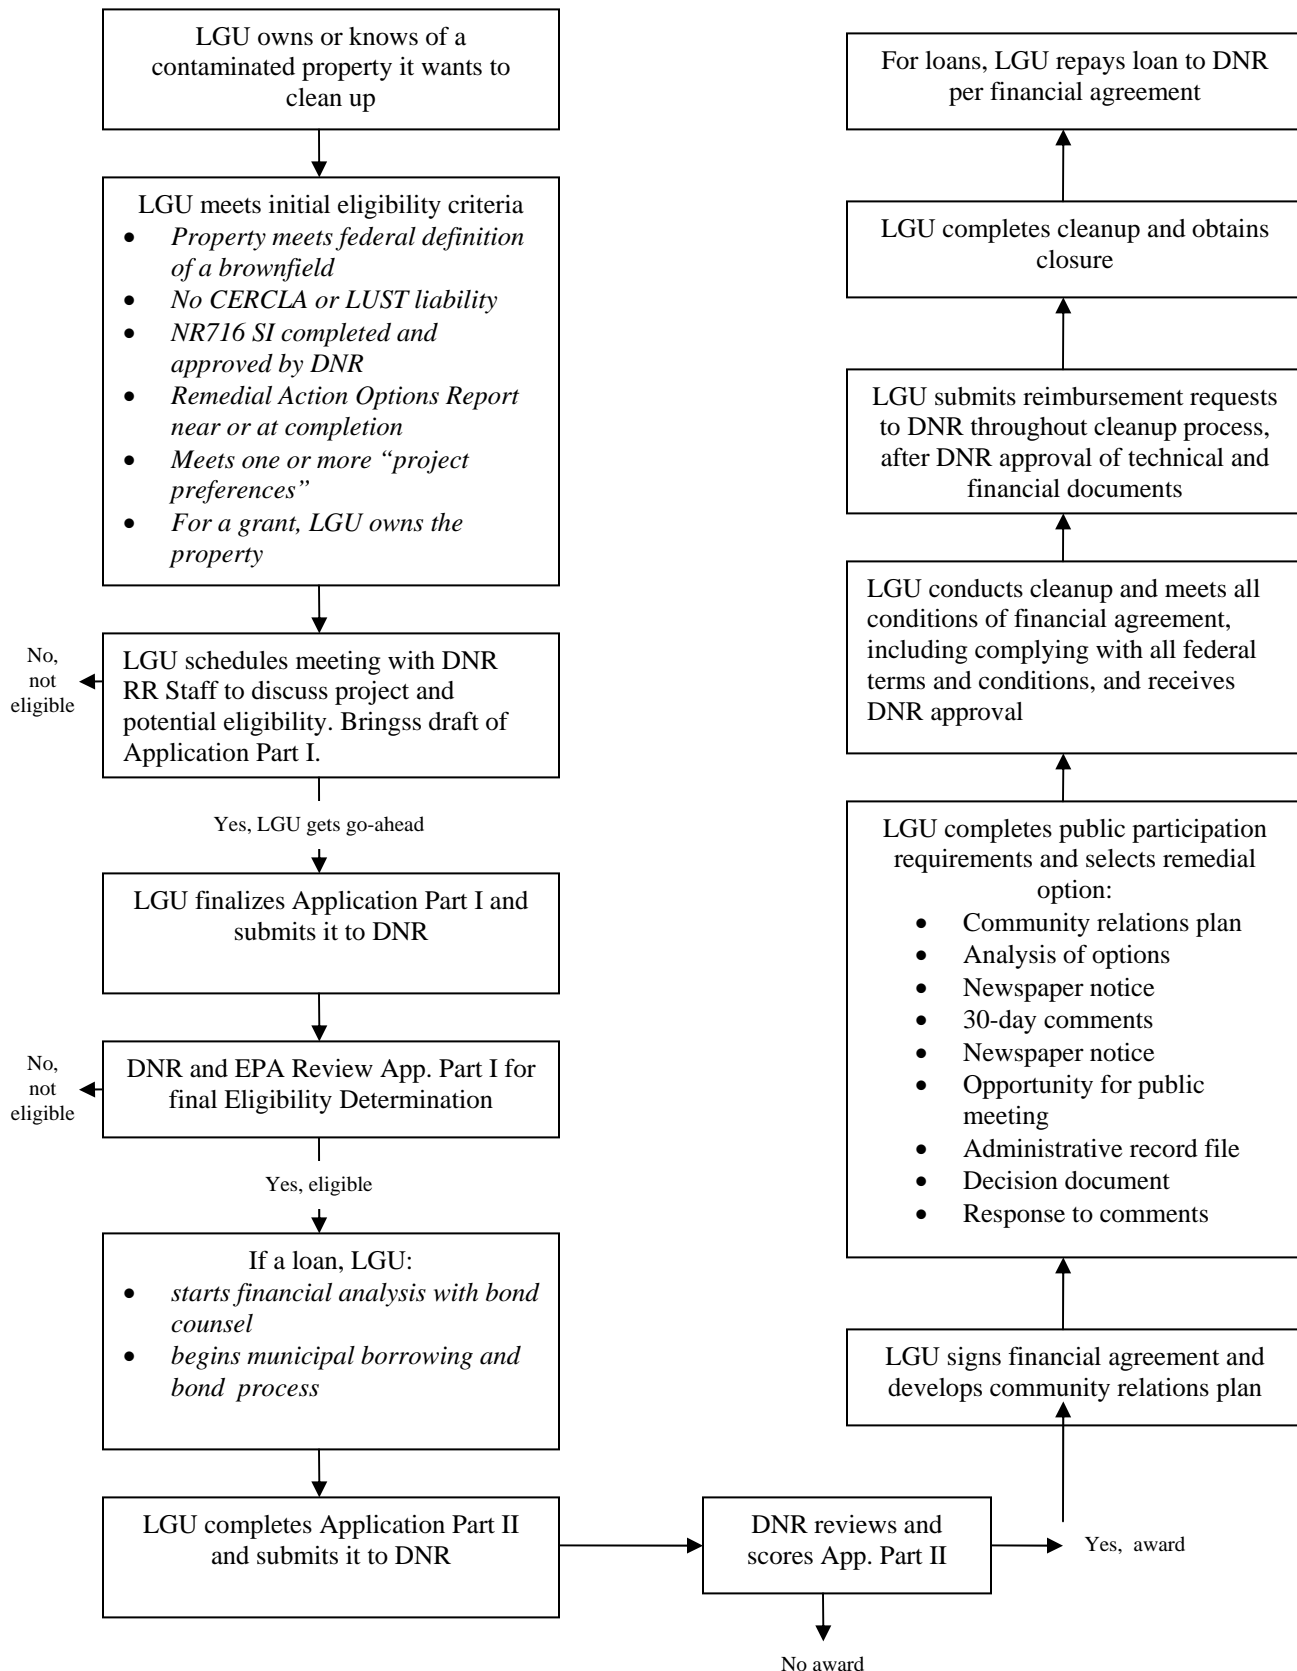 LGU owns or knows of a
contaminated property it wants to
clean up
LGU meets initial eligibility criteria
• Property meets federal definition
of a brownfield
• No CERCLA or LUST liability
• NR716 SI completed and
approved by DNR
• Remedial Action Options Report
near or at completion
• Meets one or more “project
preferences”
• For a grant, LGU owns the
property
No,
not
eligible
LGU schedules meeting with DNR
RR Staff to discuss project and
potential eligibility. Bringss draft of
Application Part I.
Yes, LGU gets go-ahead
LGU finalizes Application Part I and
submits it to DNR
No,
not
eligible
DNR and EPA Review App. Part I for
final Eligibility Determination
Yes, eligible
If a loan, LGU:
• starts financial analysis with bond
counsel
• begins municipal borrowing and
bond process
LGU completes Application Part II
and submits it to DNR
DNR reviews and
scores App. Part II
No award
Yes, award
LGU signs financial agreement and
develops community relations plan
LGU completes public participation
requirements and selects remedial
option:
• Community relations plan
• Analysis of options
• Newspaper notice
• 30-day comments
• Newspaper notice
• Opportunity for public
meeting
• Administrative record file
• Decision document
• Response to comments
LGU conducts cleanup and meets all
conditions of financial agreement,
including complying with all federal
terms and conditions, and receives
DNR approval
LGU submits reimbursement requests
to DNR throughout cleanup process,
after DNR approval of technical and
financial documents
LGU completes cleanup and obtains
closure
For loans, LGU repays loan to DNR
per financial agreement